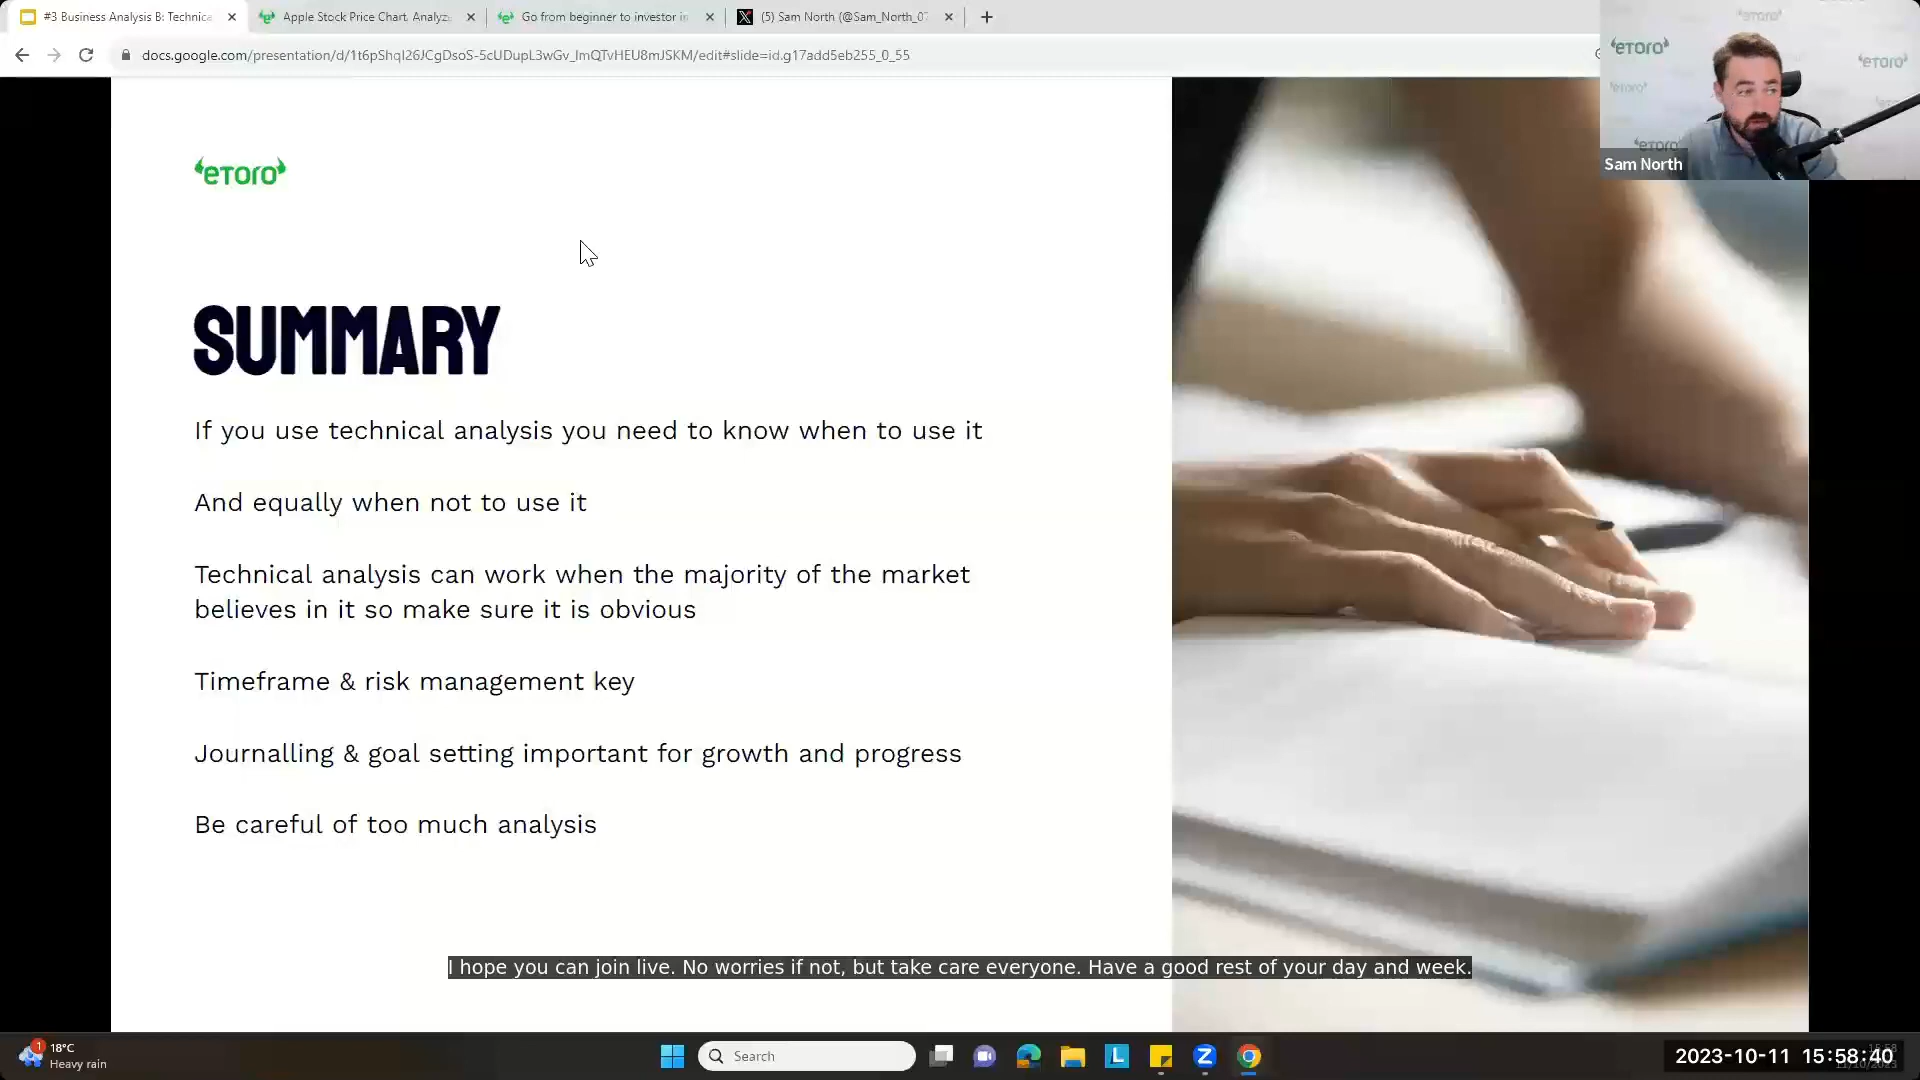 #3 Business Analysis B: Technica
Apple Stock Price Chart, Analyz
Go from beginner to investor in
(5) Sam North (@Sam_North_07
docs.google.com/presentation/d/1t6pShqI26JCgDsoS-5cUDupL3wGv_ImQTvHEU8mJSKM/edit#slide=id.g17add5eb255_0_55
eToro
eToro
eToro
eToro
eToro
Sam North
eToro
SUMMARY
If you use technical analysis you need to know when to use it
And equally when not to use it
Technical analysis can work when the majority of the market
believes in it so make sure it is obvious
Timeframe & risk management key
Journalling & goal setting important for growth and progress
Be careful of too much analysis
I hope you can join live. No worries if not, but take care everyone. Have a good rest of your day and week.
1
18°C
Heavy rain
Search
2023-10-11 15:58:40